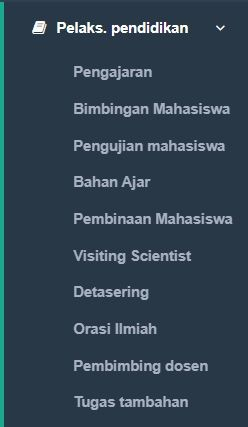 Pelaks. pendidikan
Pengajaran
Bimbingan Mahasiswa
Pengujian mahasiswa
Bahan Ajar
Pembinaan Mahasiswa
Visiting Scientist
Detasering
Orasi Ilmiah
Pembimbing dosen
Tugas tambahan